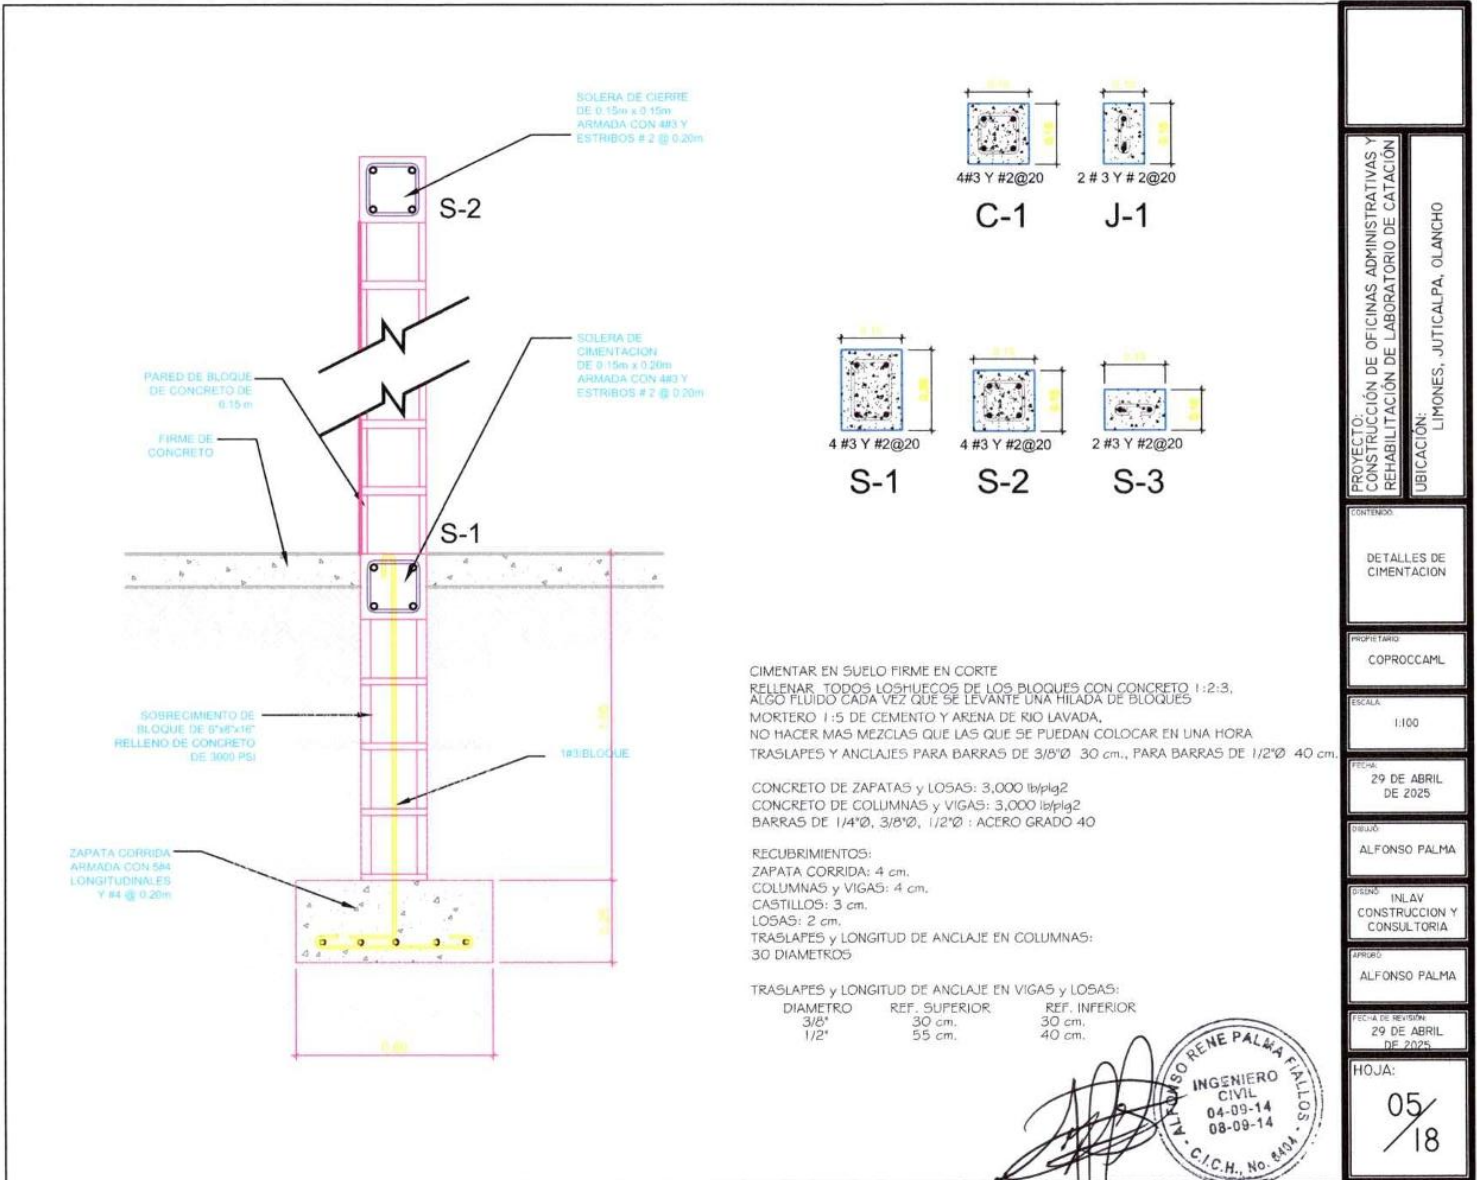 SOLERA DE CIERRE
DE 0.15m x 0.15m
ARMADA CON 4#3 Y
ESTRIBOS # 2 @ 0.20m
S-2
SOLERA DE
CIMENTACION
DE 0.15m x 0.20m
ARMADA CON 4#3 Y
ESTRIBOS # 2 @ 0.20m
PARED DE BLOQUE
DE CONCRETO DE
0.15 m
FIRME DE
CONCRETO
S-1
SOBRECIMIENTO DE
BLOQUE DE 6"x8"x16"
RELLENO DE CONCRETO
DE 3000 PSI
1#3/BLOQUE
ZAPATA CORRIDA
ARMADA CON 5#4
LONGITUDINALES
Y #4 @ 0.20m
4#3 Y #2@20
C-1
2 # 3 Y # 2@20
J-1
4 #3 Y #2@20
S-1
4 #3 Y #2@20
S-2
2 #3 Y #2@20
S-3
CIMENTAR EN SUELO FIRME EN CORTE
RELLENAR TODOS LOSHUECOS DE LOS BLOQUES CON CONCRETO 1:2:3,
ALGO FLUIDO CADA VEZ QUE SE LEVANTE UNA HILADA DE BLOQUES
MORTERO 1:5 DE CEMENTO Y ARENA DE RIO LAVADA,
NO HACER MAS MEZCLAS QUE LAS QUE SE PUEDAN COLOCAR EN UNA HORA
TRASLAPES Y ANCLAJES PARA BARRAS DE 3/8"Ø 30 cm., PARA BARRAS DE 1/2"Ø 40 cm.
CONCRETO DE ZAPATAS y LOSAS: 3,000 lb/plg2
CONCRETO DE COLUMNAS y VIGAS: 3,000 lb/plg2
BARRAS DE 1/4"Ø, 3/8"Ø, 1/2"Ø : ACERO GRADO 40
RECUBRIMIENTOS:
ZAPATA CORRIDA: 4 cm.
COLUMNAS y VIGAS: 4 cm.
CASTILLOS: 3 cm.
LOSAS: 2 cm.
TRASLAPES y LONGITUD DE ANCLAJE EN COLUMNAS:
30 DIAMETROS
TRASLAPES y LONGITUD DE ANCLAJE EN VIGAS y LOSAS:
DIAMETRO REF. SUPERIOR REF. INFERIOR
3/8" 30 cm. 30 cm.
1/2" 55 cm. 40 cm.
ALFONSO RENE PALMA FIALLOS
INGENIERO
CIVIL
04-09-14
08-09-14
C.I.C.H., No. 8404
PROYECTO:
CONSTRUCCIÓN DE OFICINAS ADMINISTRATIVAS Y
REHABILITACIÓN DE LABORATORIO DE CATACIÓN
UBICACIÓN:
LIMONES, JUTICALPA, OLANCHO
CONTENIDO:
DETALLES DE
CIMENTACION
PROPIETARIO:
COPROCCAML
ESCALA:
1:100
FECHA:
29 DE ABRIL
DE 2025
DIBUJÓ:
ALFONSO PALMA
DISEÑÓ:
INLAV
CONSTRUCCION Y
CONSULTORIA
APROBÓ:
ALFONSO PALMA
FECHA DE REVISIÓN:
29 DE ABRIL
DE 2025
HOJA:
05/18